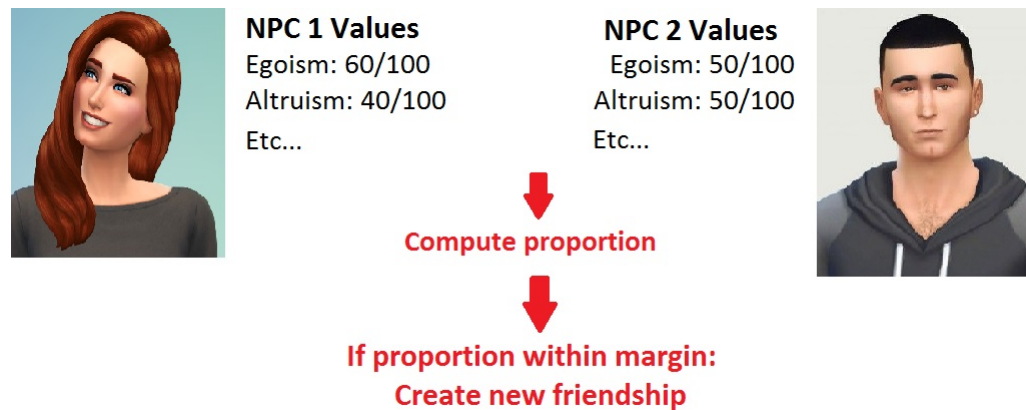 NPC 1 Values
Egoism: 60/100
Altruism: 40/100
Etc...
NPC 2 Values
Egoism: 50/100
Altruism: 50/100
Etc...
Compute proportion
If proportion within margin:
Create new friendship